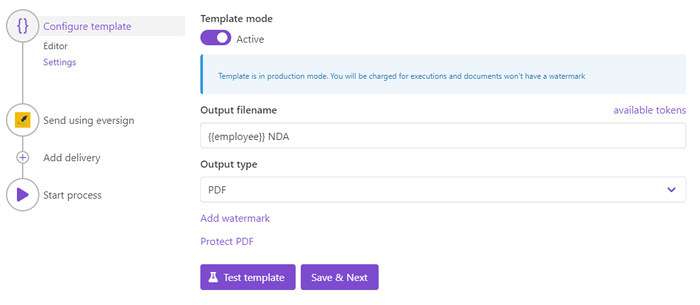 {} Configure template
Editor
Settings
Send using eversign
Add delivery
Start process
Template mode
Active
Template is in production mode. You will be charged for executions and documents won't have a watermark
Output filename
available tokens
{{employee}} NDA
Output type
PDF
Add watermark
Protect PDF
Test template
Save & Next